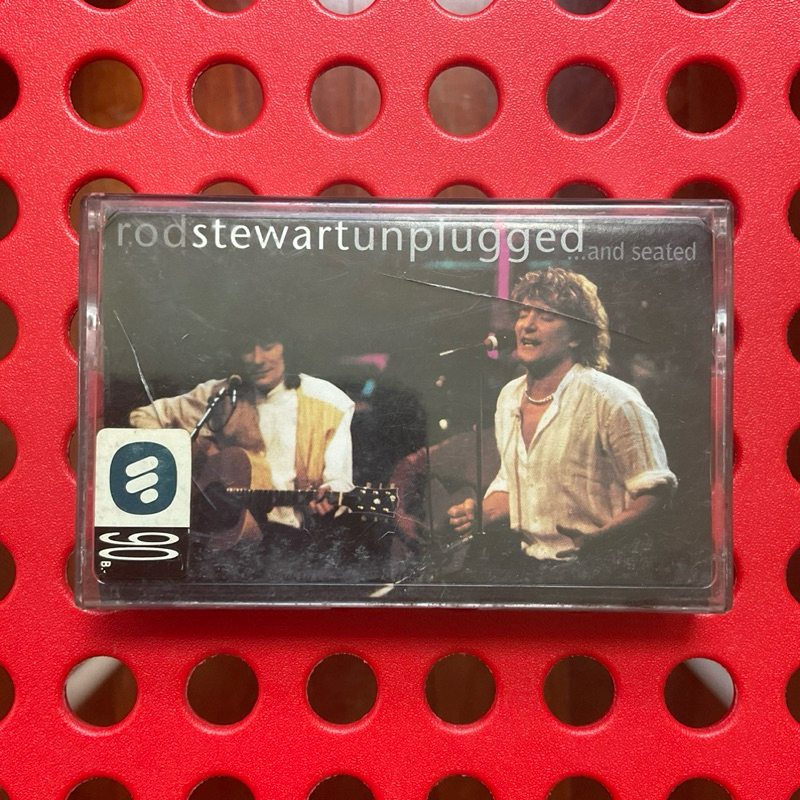 rodstewartunplugged
...and seated
90
B.